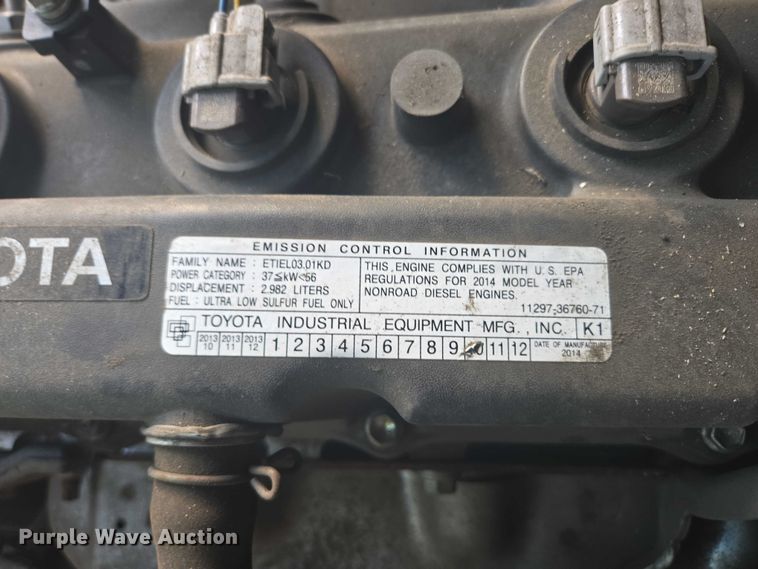 OTA
EMISSION CONTROL INFORMATION
FAMILY NAME : ETIEL03.01KD
POWER CATEGORY : 37≤kW<56
DISPLACEMENT : 2.982 LITERS
FUEL : ULTRA LOW SULFUR FUEL ONLY
THIS ENGINE COMPLIES WITH U.S. EPA
REGULATIONS FOR 2014 MODEL YEAR
NONROAD DIESEL ENGINES.
11297-36760-71
TOYOTA INDUSTRIAL EQUIPMENT MFG., INC. K1
2013 10 2013 11 2013 12 1 2 3 4 5 6 7 8 9 10 11 12 DATE OF MANUFACTURE 2014
Purple Wave Auction